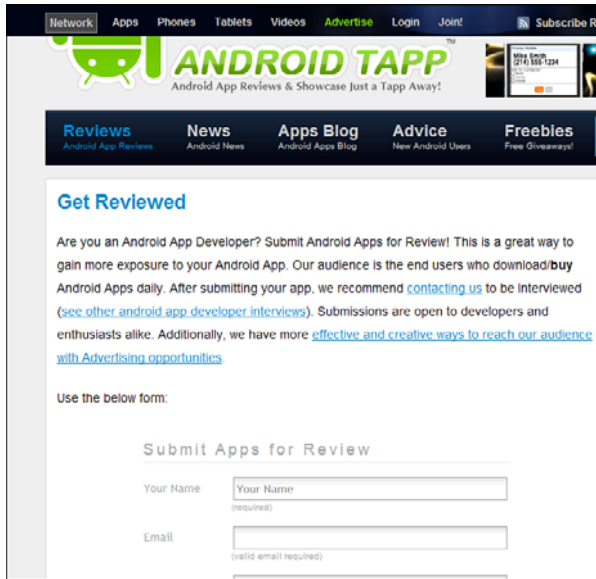 Network Apps Phones Tablets Videos Advertise Login Join! Subscribe R
ANDROID TAPP TM
Android App Reviews & Showcase Just a Tapp Away!
Mike Smith
(214) 555-1234
Reviews News Apps Blog Advice Freebies
Android App Reviews Android News Android Apps Blog New Android Users Free Giveaways!
Get Reviewed
Are you an Android App Developer? Submit Android Apps for Review! This is a great way to
gain more exposure to your Android App. Our audience is the end users who download/buy
Android Apps daily. After submitting your app, we recommend contacting us to be Interviewed
(see other android app developer interviews). Submissions are open to developers and
enthusiasts alike. Additionally, we have more effective and creative ways to reach our audience
with Advertising opportunities.
Use the below form:
Submit Apps for Review
Your Name Your Name
(required)
Email
(valid email required)